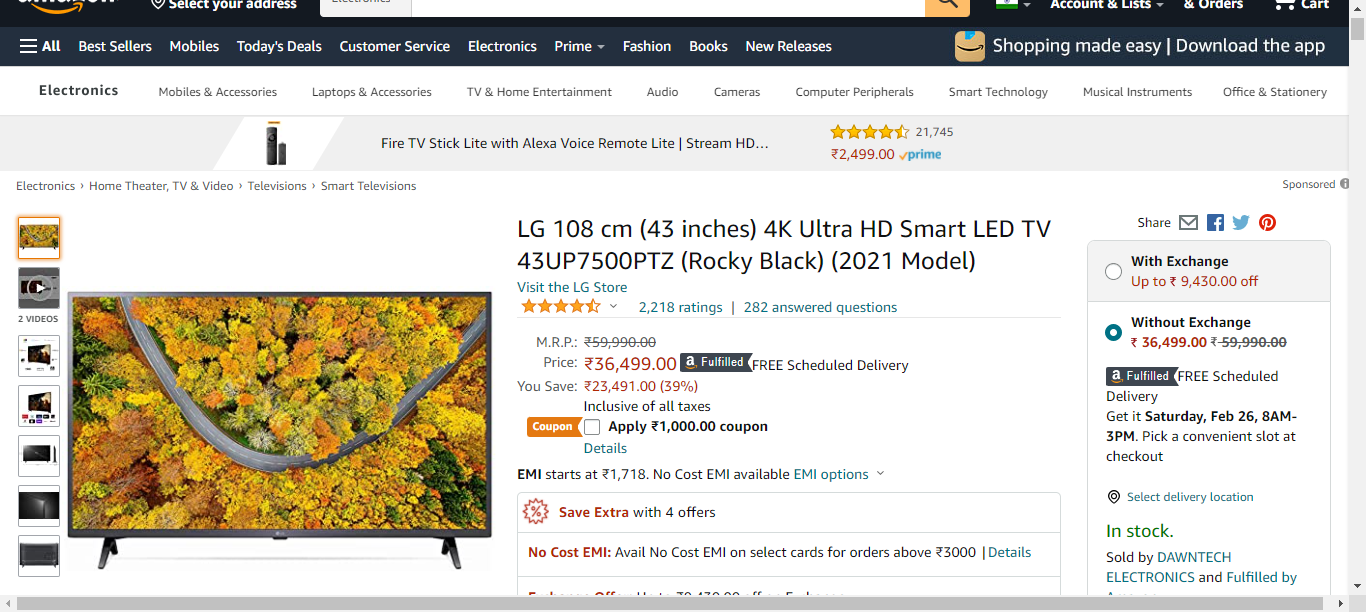 Select your address
Electronics
Account & Lists
& Orders
Cart
All Best Sellers Mobiles Today's Deals Customer Service Electronics Prime Fashion Books New Releases
Shopping made easy | Download the app
Electronics Mobiles & Accessories Laptops & Accessories TV & Home Entertainment Audio Cameras Computer Peripherals Smart Technology Musical Instruments Office & Stationery
Fire TV Stick Lite with Alexa Voice Remote Lite | Stream HD…
21,745
₹2,499.00 prime
Electronics › Home Theater, TV & Video › Televisions › Smart Televisions
Sponsored
2 VIDEOS
LG 108 cm (43 inches) 4K Ultra HD Smart LED TV
43UP7500PTZ (Rocky Black) (2021 Model)
Visit the LG Store
2,218 ratings | 282 answered questions
M.R.P.: ₹59,990.00
Price: ₹36,499.00 a Fulfilled FREE Scheduled Delivery
You Save: ₹23,491.00 (39%)
Inclusive of all taxes
Coupon Apply ₹1,000.00 coupon
Details
EMI starts at ₹1,718. No Cost EMI available EMI options
Save Extra with 4 offers
No Cost EMI: Avail No Cost EMI on select cards for orders above ₹3000 | Details
Share
With Exchange
Up to ₹ 9,430.00 off
Without Exchange
₹ 36,499.00 ₹ 59,990.00
a Fulfilled FREE Scheduled
Delivery
Get it Saturday, Feb 26, 8AM-
3PM. Pick a convenient slot at
checkout
Select delivery location
In stock.
Sold by DAWNTECH
ELECTRONICS and Fulfilled by